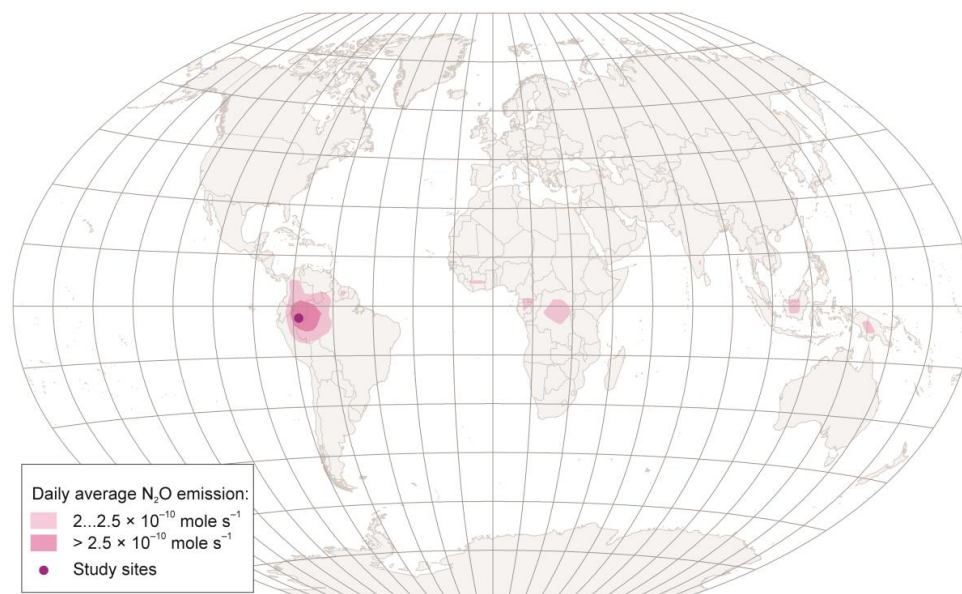 Daily average N₂O emission:
2...2.5 × 10⁻¹⁰ mole s⁻¹
> 2.5 × 10⁻¹⁰ mole s⁻¹
Study sites